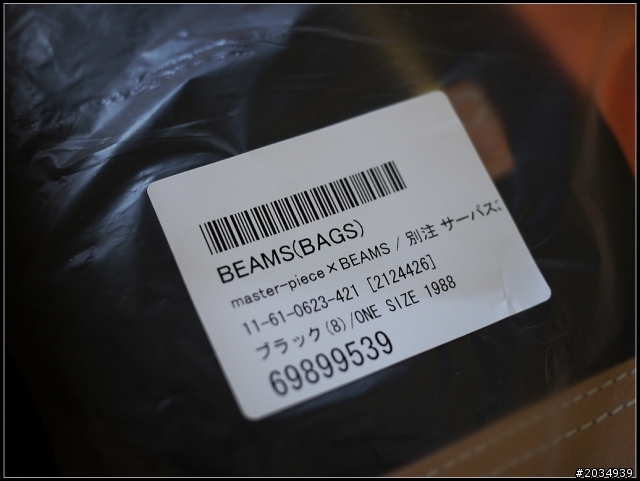 BEAMS(BAGS)
master-piece×BEAMS / 別注 サーパス
11-61-0623-421 [2124426]
ブラック(8)/ONE SIZE 1988
69899539
#2034939